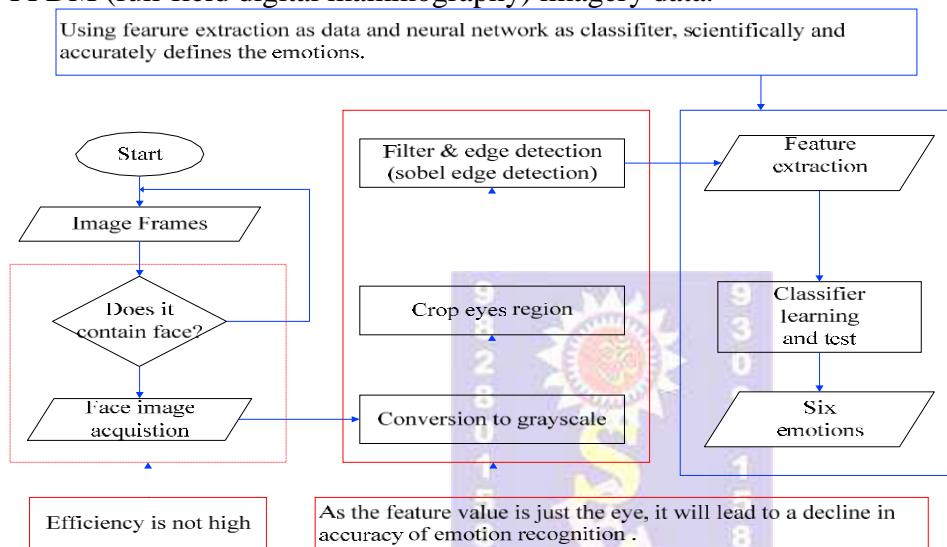 FFDM (full-field digital mammography) imagery data.
Using fearure extraction as data and neural network as classifiter, scientifically and
accurately defines the emotions.
Start
Image Frames
Does it
contain face?
Face image
acquistion
Efficiency is not high
Filter & edge detection
(sobel edge detection)
Crop eyes region
Conversion to grayscale
As the feature value is just the eye, it will lead to a decline in
accuracy of emotion recognition .
Feature
extraction
Classifier
learning
and test
Six
emotions